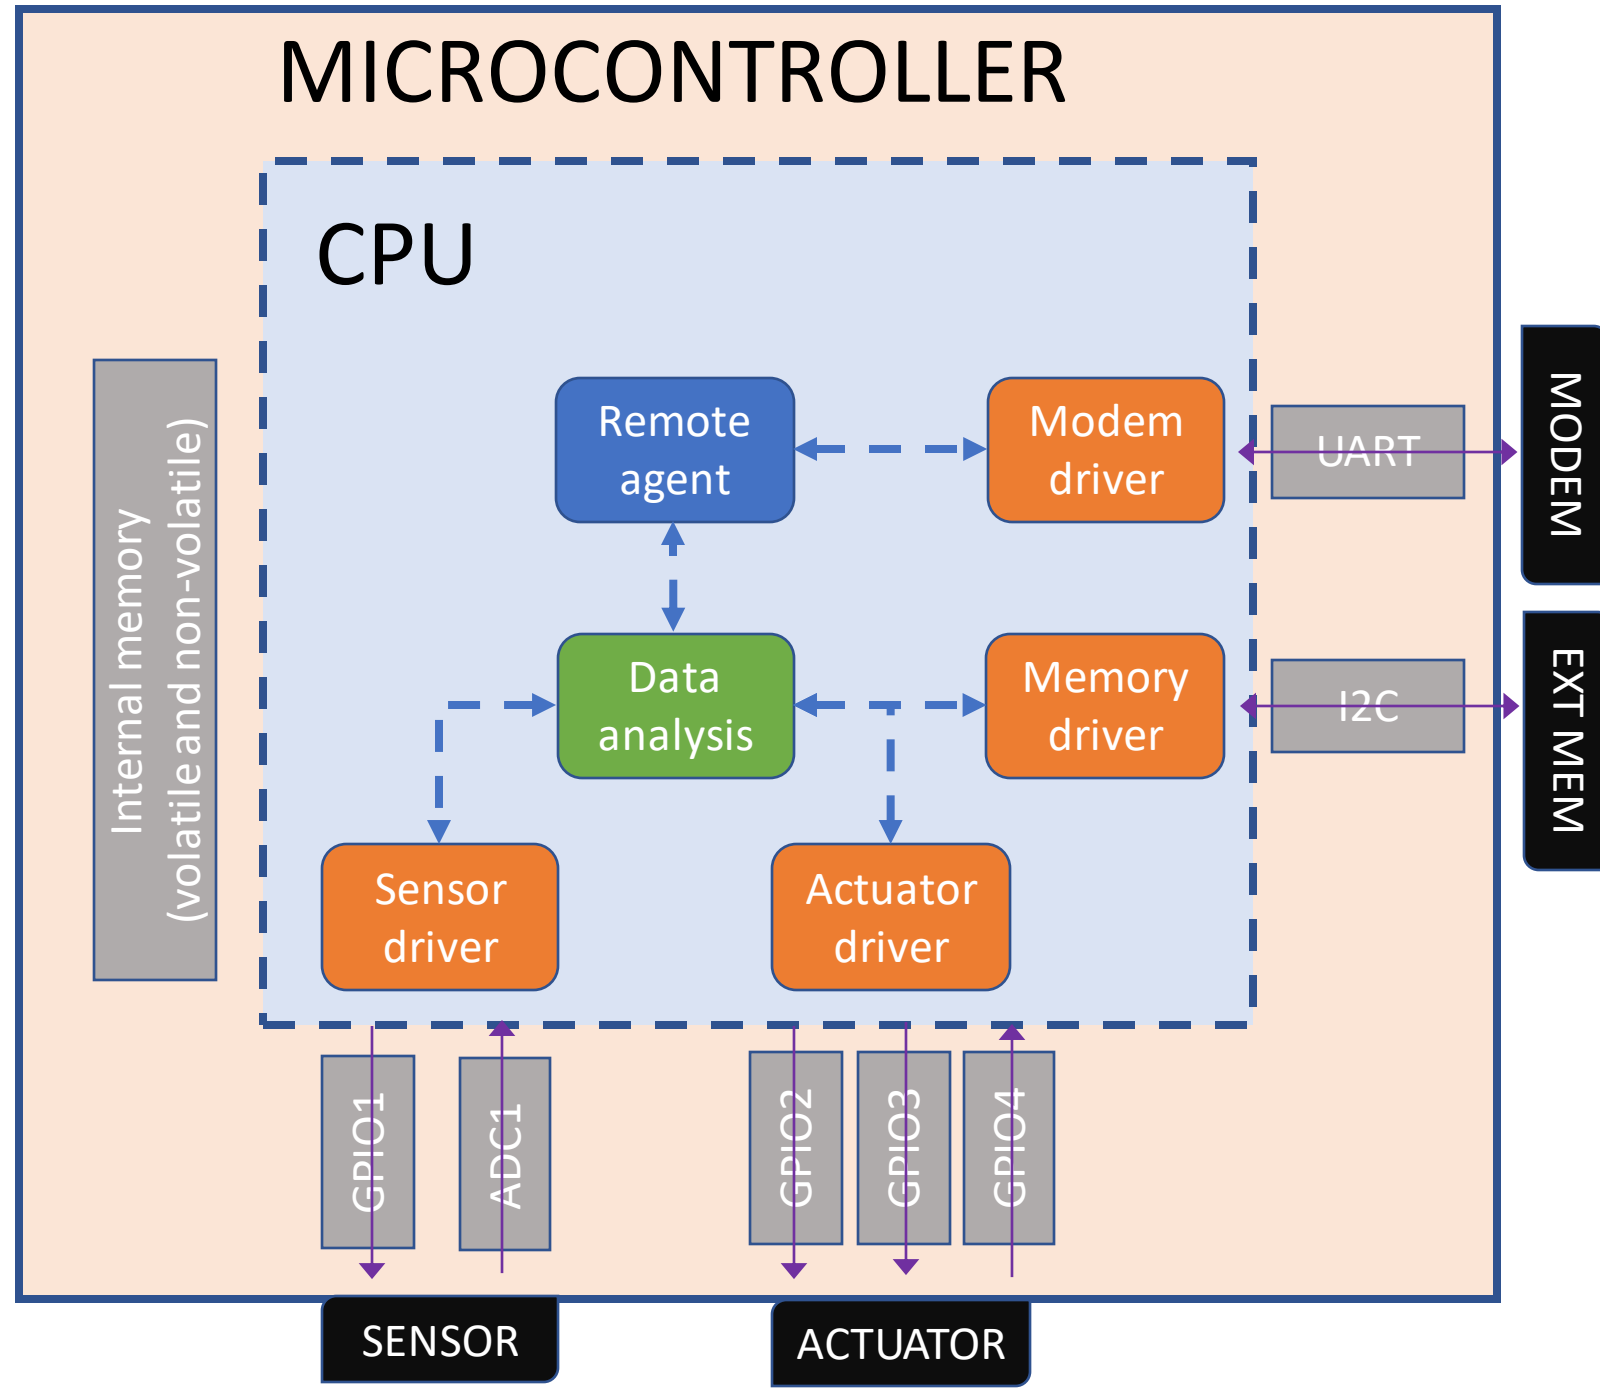 MICROCONTROLLER
CPU
Remote
agent
Modem
driver
UART
MODEM
Internal memory
(volatile and non-volatile)
Data
analysis
Memory
driver
I2C
EXT MEM
Sensor
driver
Actuator
driver
GPIO1
ADC1
GPIO2
GPIO3
GPIO4
SENSOR
ACTUATOR